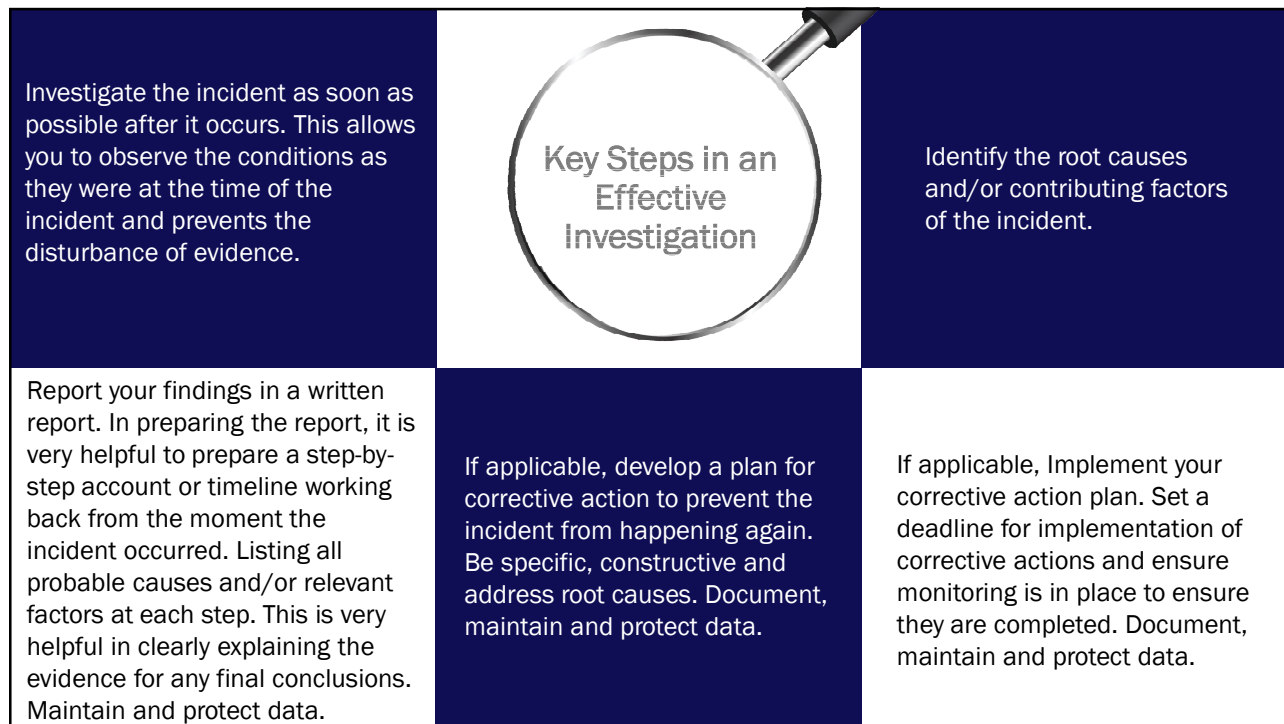 Investigate the incident as soon as
possible after it occurs. This allows
you to observe the conditions as
they were at the time of the
incident and prevents the
disturbance of evidence.
Key Steps in an
Effective
Investigation
Identify the root causes
and/or contributing factors
of the incident.
Report your findings in a written
report. In preparing the report, it is
very helpful to prepare a step-by-
step account or timeline working
back from the moment the
incident occurred. Listing all
probable causes and/or relevant
factors at each step. This is very
helpful in clearly explaining the
evidence for any final conclusions.
Maintain and protect data.
If applicable, develop a plan for
corrective action to prevent the
incident from happening again.
Be specific, constructive and
address root causes. Document,
maintain and protect data.
If applicable, Implement your
corrective action plan. Set a
deadline for implementation of
corrective actions and ensure
monitoring is in place to ensure
they are completed. Document,
maintain and protect data.